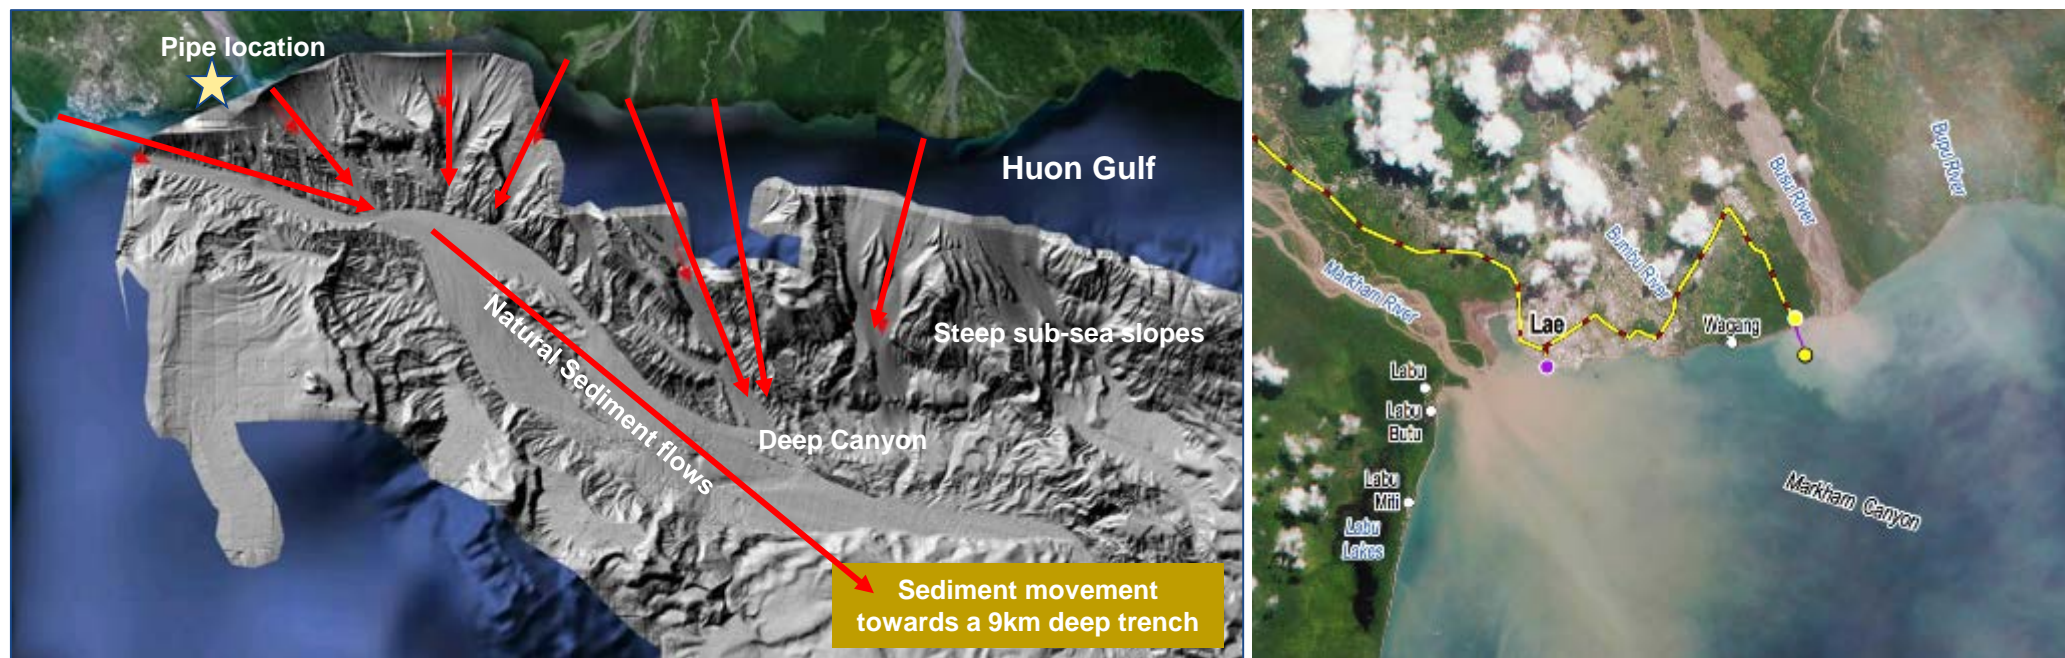 Pipe location
Huon Gulf
Natural Sediment flows
Steep sub-sea slopes
Deep Canyon
Sediment movement
towards a 9km deep trench
Bupu River
Busu River
Bumbu River
Markham River
Lae
Wagang
Labu
Labu
Butu
Labu
Miti
Labu
Lakes
Markham Canyon